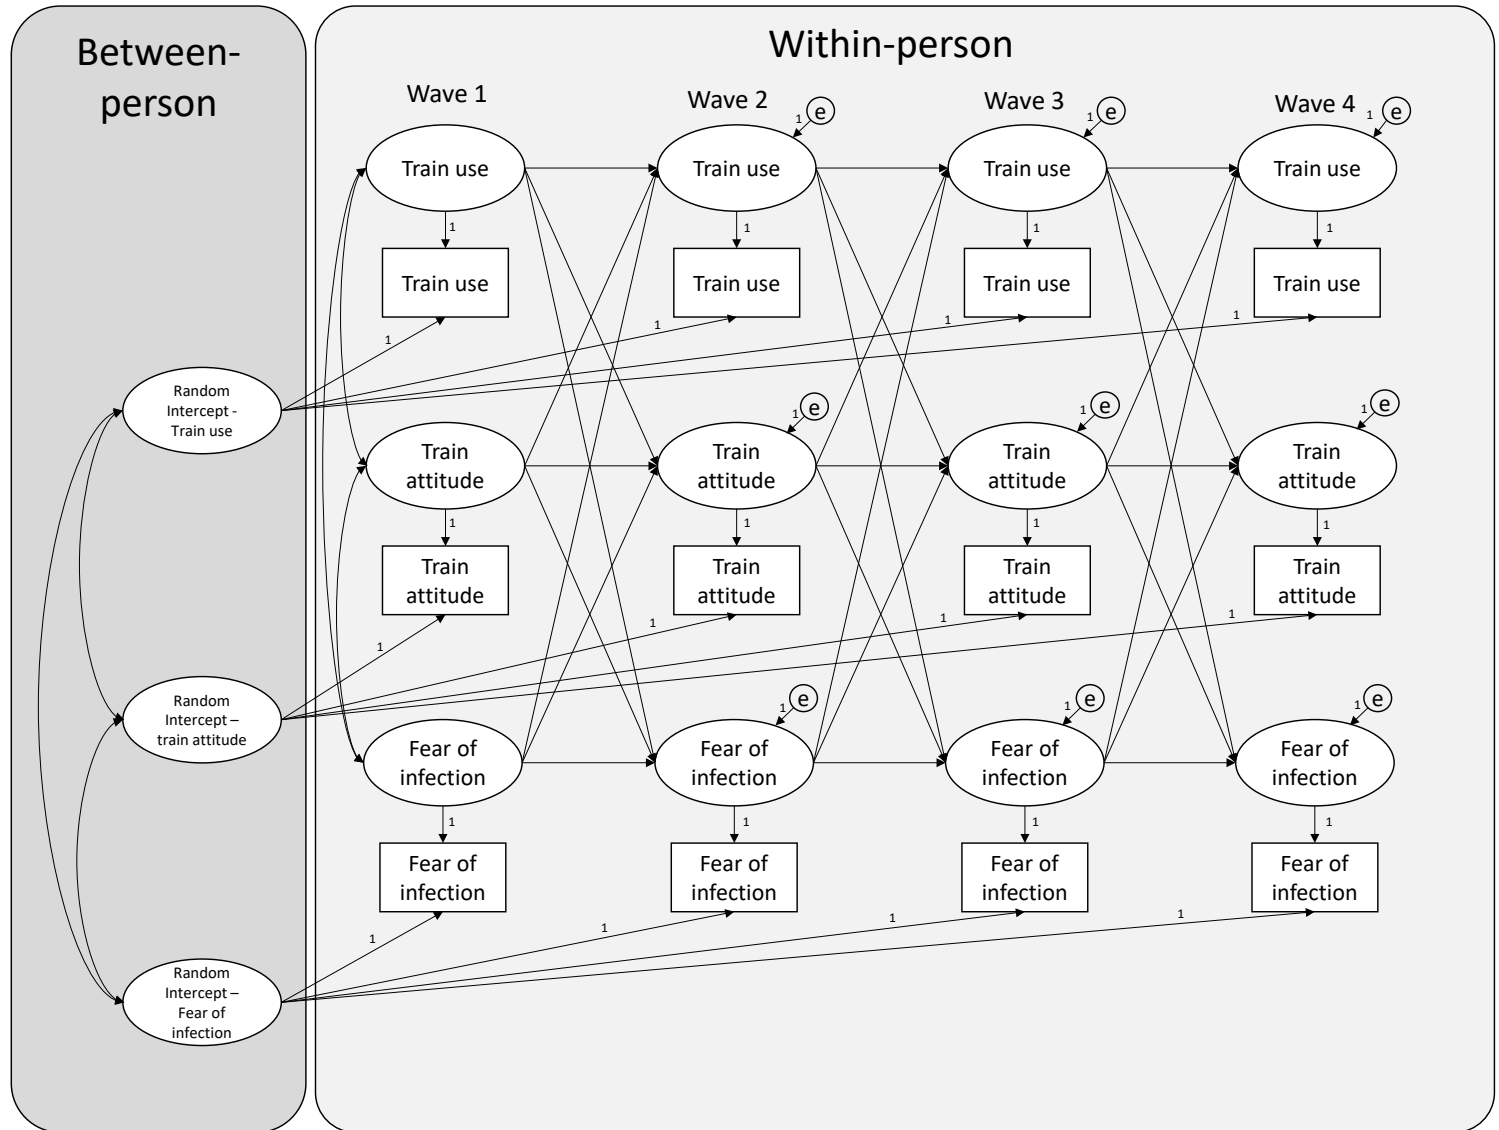 Between-
person
Within-person
Wave 1
Wave 2
Wave 3
Wave 4
1
e
1
e
1
e
Train use
Train use
Train use
Train use
1
1
1
1
Train use
Train use
Train use
Train use
1
1
1
1
Random
Intercept -
Train use
1
e
1
e
1
e
Train
attitude
Train
attitude
Train
attitude
Train
attitude
1
1
1
1
Train
attitude
Train
attitude
Train
attitude
Train
attitude
1
1
1
1
Random
Intercept –
train attitude
1
e
1
e
1
e
Fear of
infection
Fear of
infection
Fear of
infection
Fear of
infection
1
1
1
1
Fear of
infection
Fear of
infection
Fear of
infection
Fear of
infection
1
1
1
1
Random
Intercept –
Fear of
infection